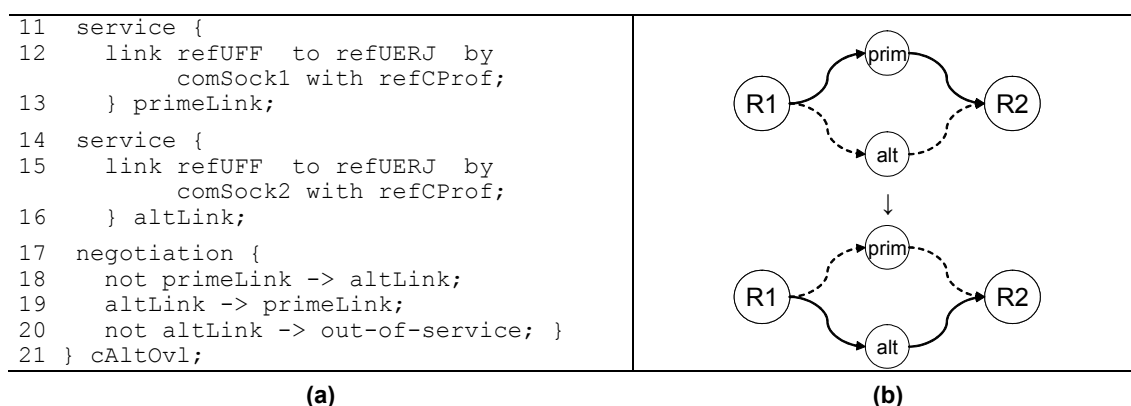 11 service {
12 link refUFF to refUERJ by
comSock1 with refCProf;
13 } primeLink;
14 service {
15 link refUFF to refUERJ by
comSock2 with refCProf;
16 } altLink;
17 negotiation {
18 not primeLink -> altLink;
19 altLink -> primeLink;
20 not altLink -> out-of-service; }
21 } cAltOvl;
(a)
prim
R1
R2
alt
↓
prim
R1
R2
alt
(b)